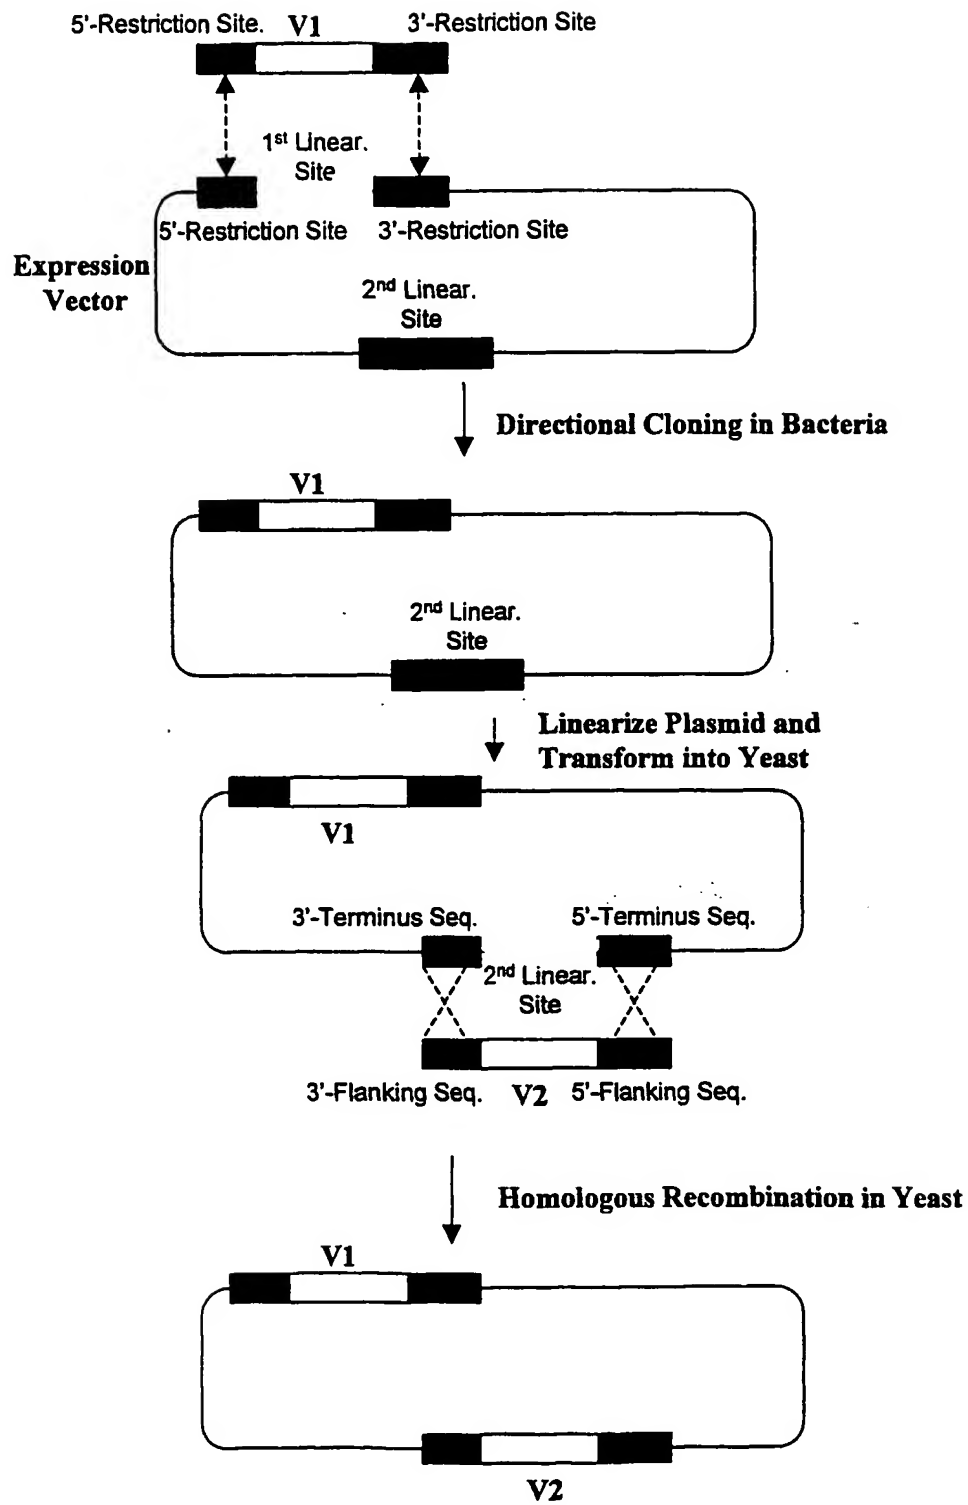 5'-Restriction Site. V1 3'-Restriction Site
1st Linear.
Site
5'-Restriction Site 3'-Restriction Site
Expression
Vector
2nd Linear.
Site
Directional Cloning in Bacteria
V1
2nd Linear.
Site
Linearize Plasmid and
Transform into Yeast
V1
3'-Terminus Seq. 5'-Terminus Seq.
2nd Linear.
Site
3'-Flanking Seq. V2 5'-Flanking Seq.
Homologous Recombination in Yeast
V1
V2